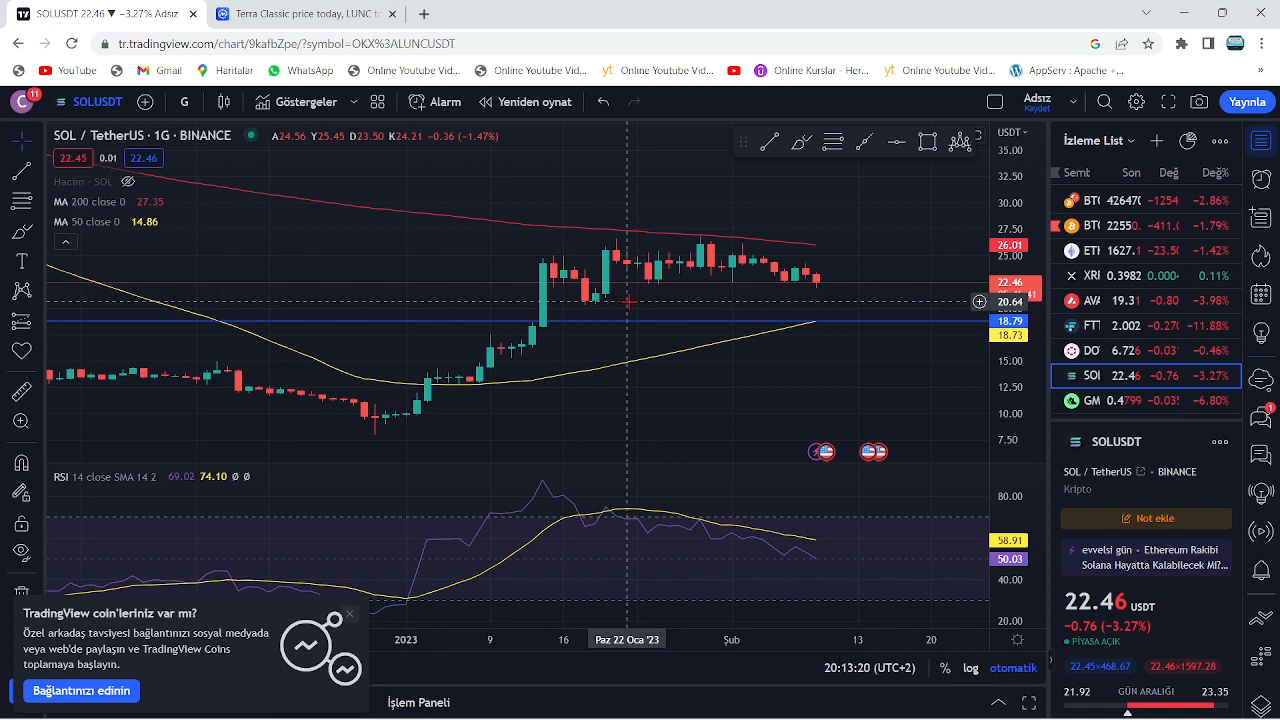 SOLUSDT 22.46 ▼ −3.27% Adsız
Terra Classic price today, LUNC to
tr.tradingview.com/chart/9kafbZpe/?symbol=OKX%3ALUNCUSDT
YouTube Gmail Haritalar WhatsApp Online Youtube Vid... Online Youtube Vid... Online Youtube Vid... Online Kurslar - Her... Online Youtube Vid... AppServ : Apache +... »
C 11 SOLUSDT G Göstergeler Alarm Yeniden oynat Adsız Yayınla
SOL / TetherUS · 1G · BINANCE A24.56 Y25.45 D23.50 K24.21 −0.36 (−1.47%)
22.45 0.01 22.46
Hacim · SOL
MA 200 close 0 27.35
MA 50 close 0 14.86
USDT
35.00
32.50
30.00
27.50
26.01
25.00
22.46
20.64
18.79
18.73
15.00
12.50
10.00
7.50
RSI 14 close SMA 14 2 69.02 74.10 Ø Ø
80.00
58.91
50.03
40.00
20.00
2023 9 16 Paz 22 Oca '23 Şub 13 20
20:13:20 (UTC+2) % log otomatik
İşlem Paneli
TradingView coin'leriniz var mı?
Özel arkadaş tavsiyesi bağlantınızı sosyal medyada
veya web'de paylaşın ve TradingView Coins
toplamaya başlayın.
Bağlantınızı edinin
İzleme List
Semt Son Değ Değ%
BTC 42647( −1254 −2.86%
BTC 22550. −411.( −1.79%
ETI 1627.1 −23.5( −1.42%
XRI 0.3982 0.000 0.11%
AVA 19.31 −0.80 −3.98%
FTT 2.002 −0.27( −11.88%
DO 6.726 −0.03 −0.46%
SOI 22.46 −0.76 −3.27%
GM 0.4799 −0.03 −6.80%
SOLUSDT
SOL / TetherUS · BINANCE
Kripto
Not ekle
evvelsi gün · Ethereum Rakibi
Solana Hayatta Kalabilecek Mi?...
22.46 USDT
−0.76 (−3.27%)
PİYASA AÇIK
22.45×468.67 22.46×1597.28
21.92 GÜN ARALIĞI 23.35
1